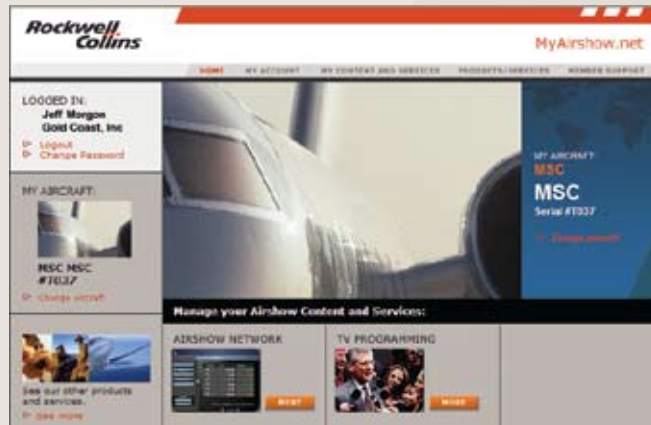 Rockwell
Collins
MyAirshow.net
HOME MY ACCOUNT MY CONTENT AND SERVICES PRODUCTS/SERVICES MEMBER SUPPORT
LOGGED IN:
Jeff Morgon
Gold Coast, Inc
Logout
Change Password
MY AIRCRAFT:
MSC MSC
#T037
Change aircraft
See our other products
and services.
See more
MY AIRCRAFT:
MSC
MSC
Serial #T037
Change aircraft
Manage your Airshow Content and Services:
AIRSHOW NETWORK
MORE
TV PROGRAMMING
MORE